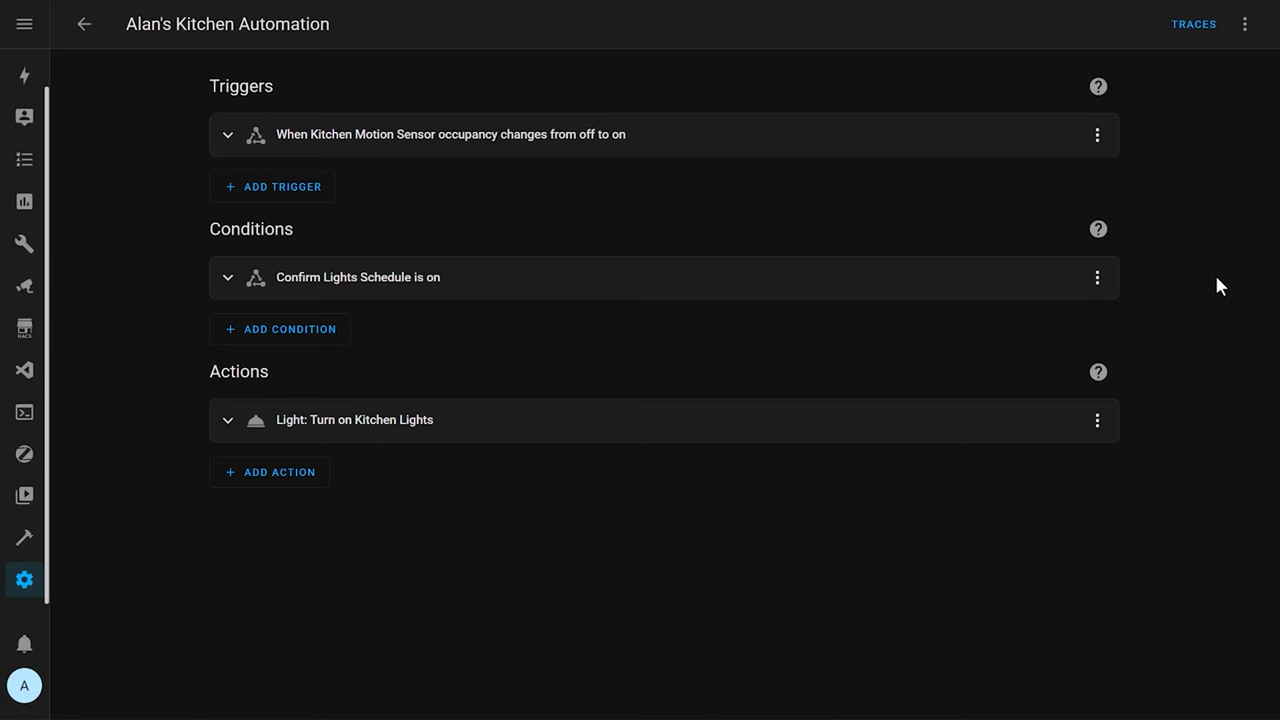 Alan's Kitchen Automation
TRACES
Triggers
When Kitchen Motion Sensor occupancy changes from off to on
+ ADD TRIGGER
Conditions
Confirm Lights Schedule is on
+ ADD CONDITION
Actions
Light: Turn on Kitchen Lights
+ ADD ACTION
HACS
A